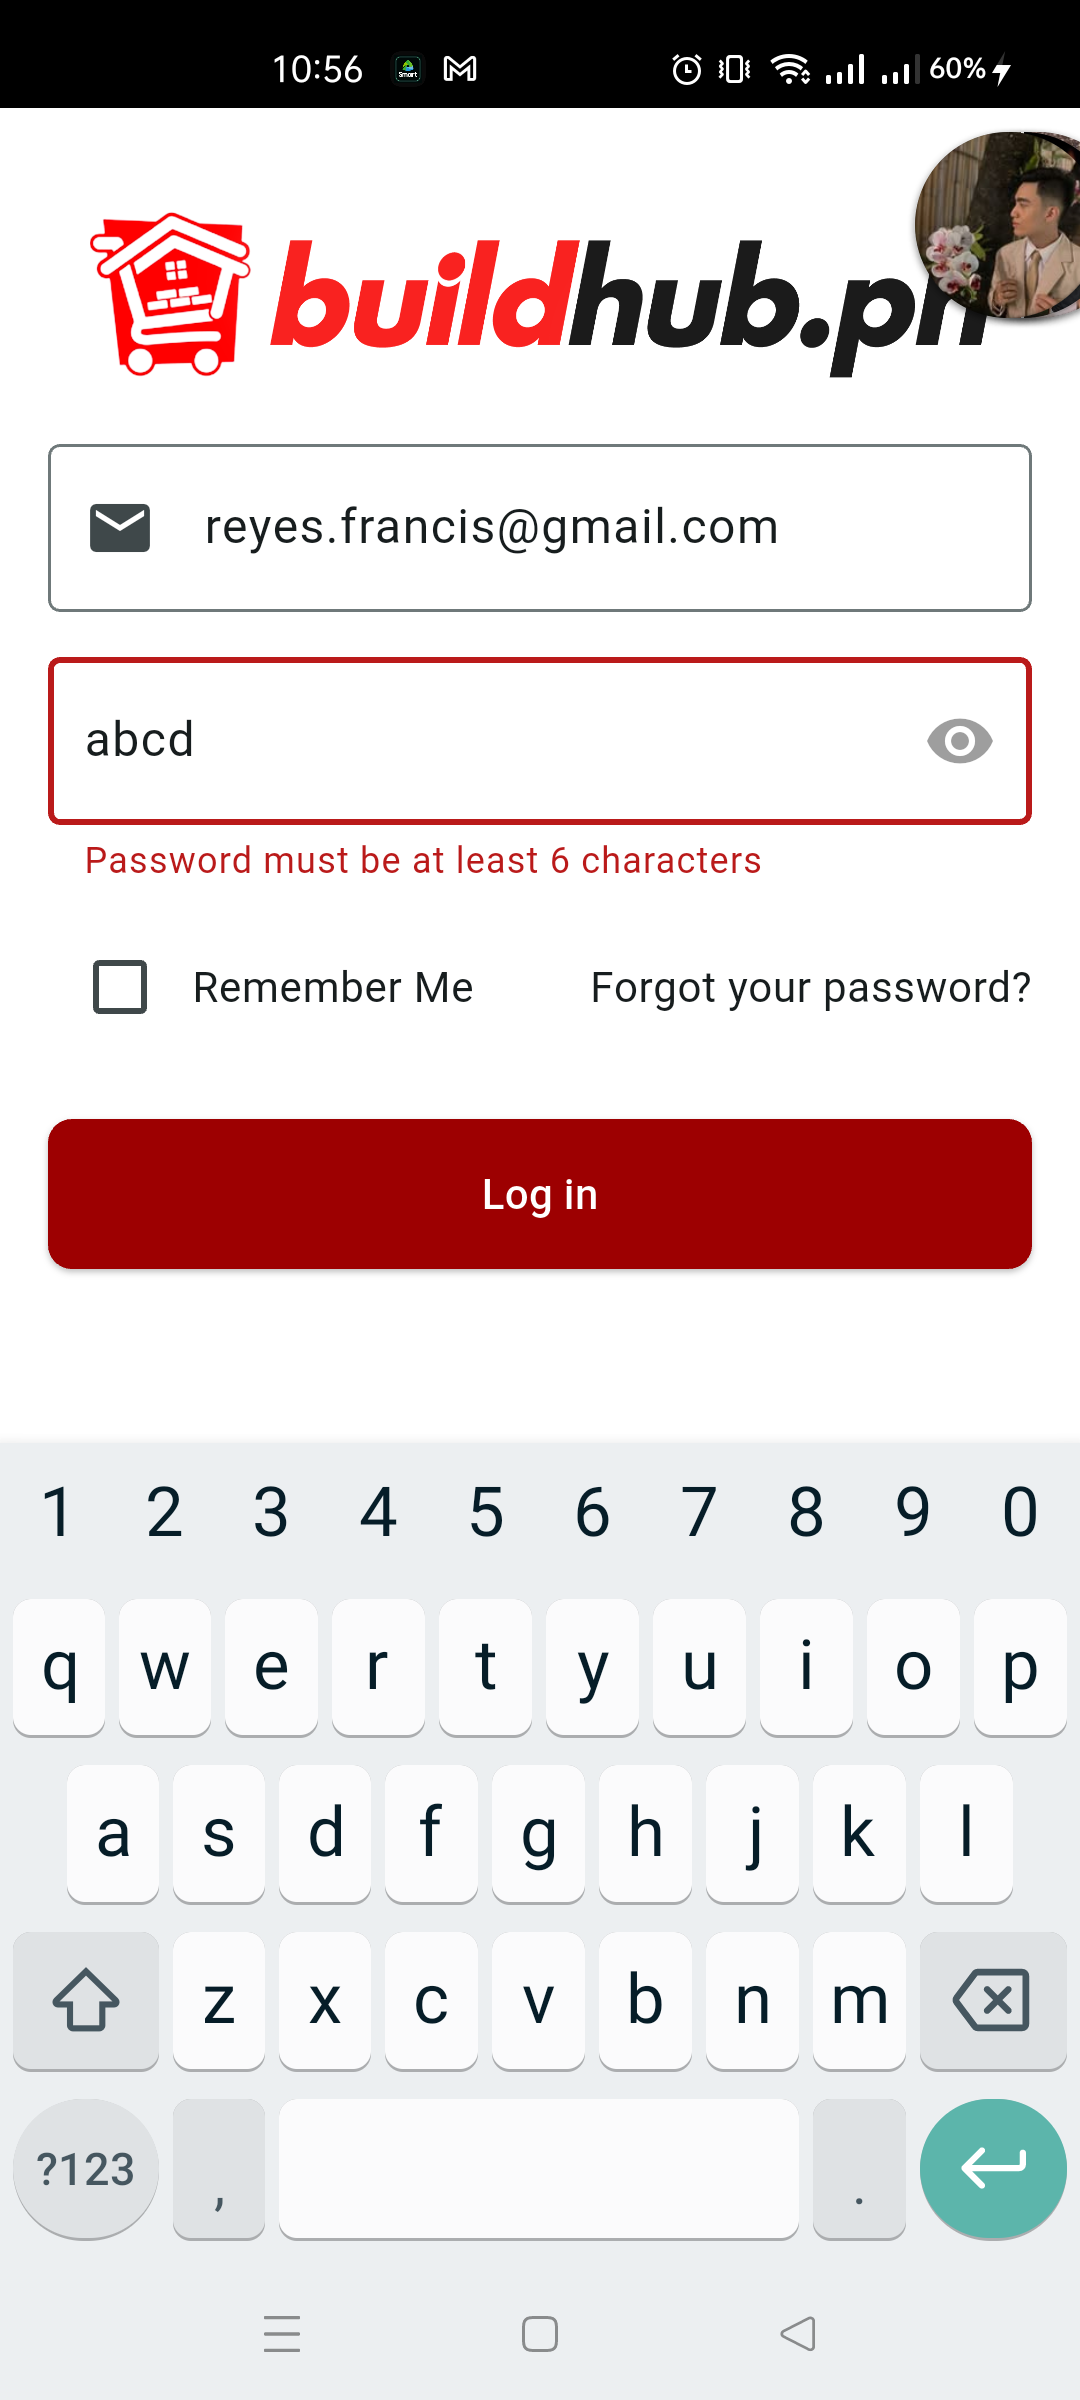 10:56
Smart
60%
buildhub.ph
reyes.francis@gmail.com
abcd
Password must be at least 6 characters
Remember Me
Forgot your password?
Log in
1 2 3 4 5 6 7 8 9 0
q w e r t y u i o p
a s d f g h j k l
z x c v b n m
?123 , .